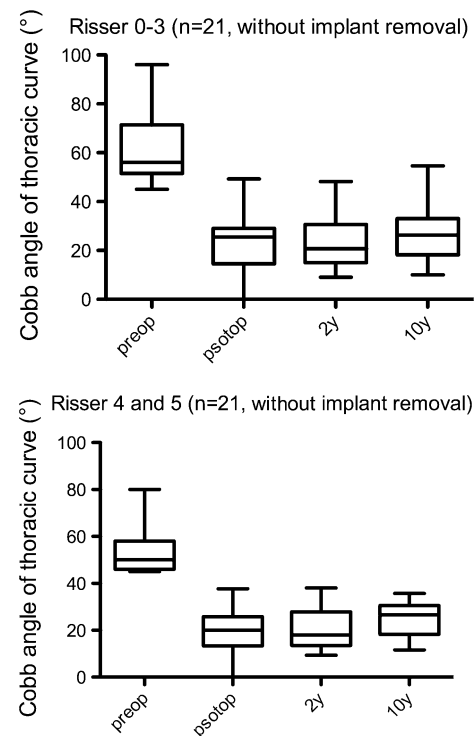 Risser 0-3 (n=21, without implant removal)
Cobb angle of thoracic curve (°)
100
80
60
40
20
0
preop
psotop
2y
10y
Risser 4 and 5 (n=21, without implant removal)
Cobb angle of thoracic curve (°)
100
80
60
40
20
0
preop
psotop
2y
10y